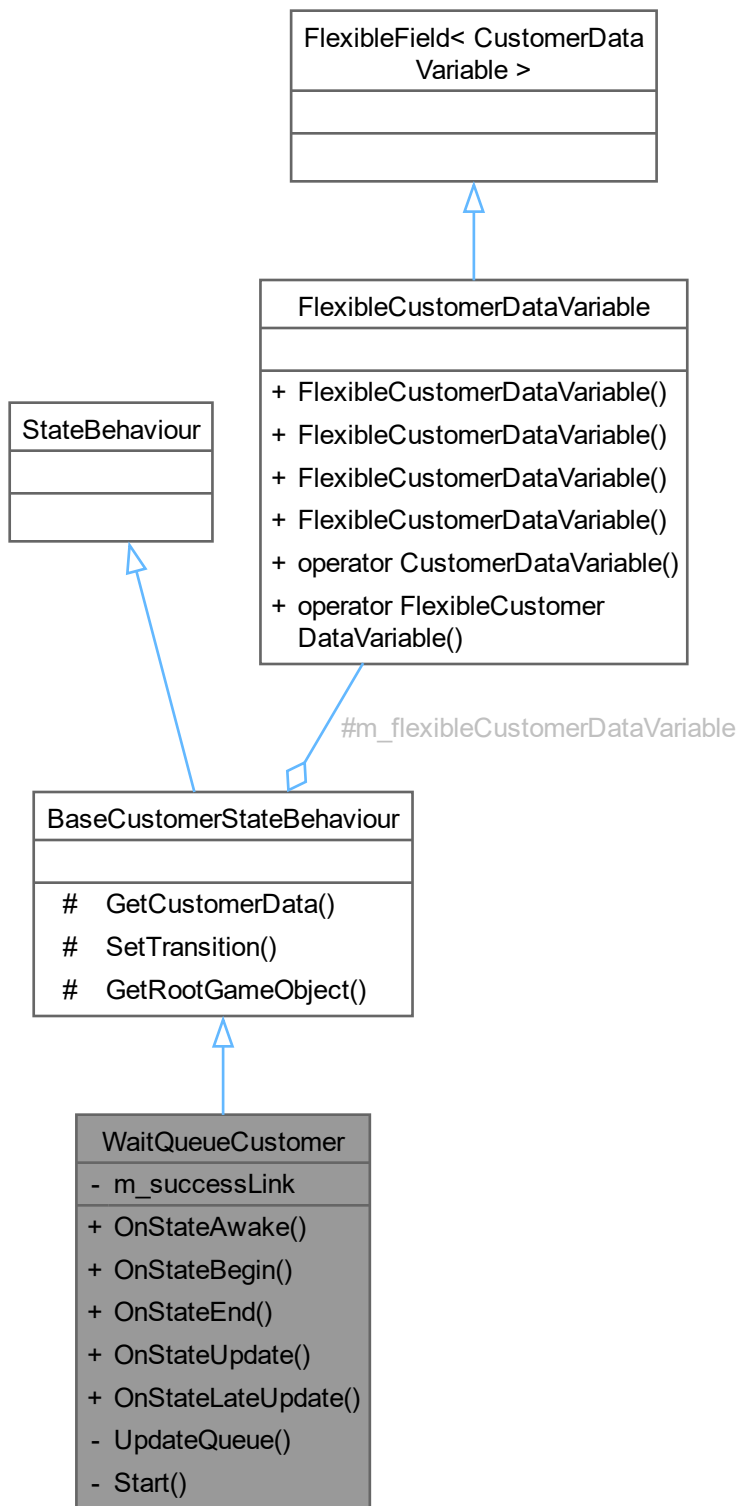 FlexibleField< CustomerData
Variable >
FlexibleCustomerDataVariable
+ FlexibleCustomerDataVariable()
+ FlexibleCustomerDataVariable()
+ FlexibleCustomerDataVariable()
+ FlexibleCustomerDataVariable()
+ operator CustomerDataVariable()
+ operator FlexibleCustomer
DataVariable()
StateBehaviour
#m_flexibleCustomerDataVariable
BaseCustomerStateBehaviour
# GetCustomerData()
# SetTransition()
# GetRootGameObject()
WaitQueueCustomer
- m_successLink
+ OnStateAwake()
+ OnStateBegin()
+ OnStateEnd()
+ OnStateUpdate()
+ OnStateLateUpdate()
- UpdateQueue()
- Start()